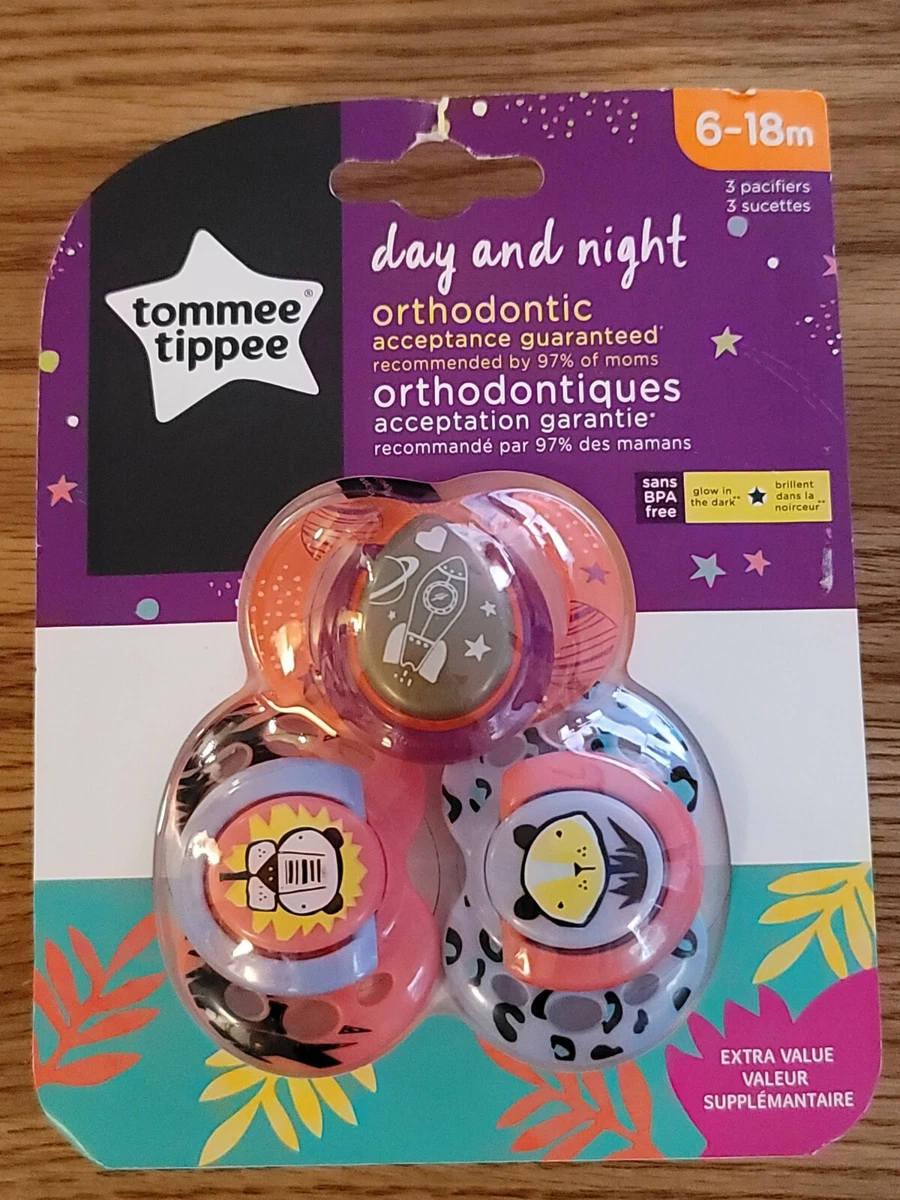 6-18m
3 pacifiers
3 sucettes
day and night
tommee®
tippee
orthodontic
acceptance guaranteed*
recommended by 97% of moms
orthodontiques
acceptation garantie*
recommandé par 97% des mamans
sans
BPA
free
glow in
the dark**
brillent
dans la
noirceur**
EXTRA VALUE
VALEUR
SUPPLÉMANTAIRE